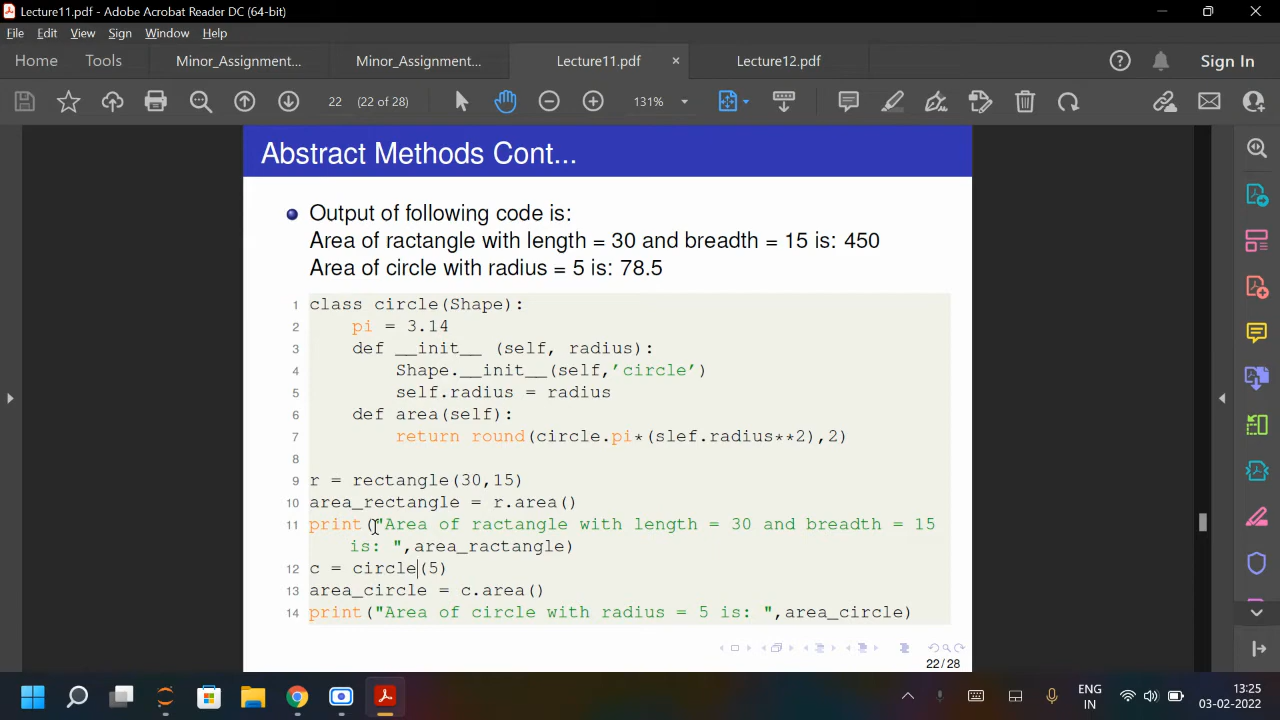 Lecture11.pdf - Adobe Acrobat Reader DC (64-bit)
File Edit View Sign Window Help
Home Tools Minor_Assignment... Minor_Assignment... Lecture11.pdf × Lecture12.pdf ? Sign In
22 (22 of 28) 131%
Abstract Methods Cont...
Output of following code is:
Area of ractangle with length = 30 and breadth = 15 is: 450
Area of circle with radius = 5 is: 78.5
1 class circle(Shape):
2 pi = 3.14
3 def __init__ (self, radius):
4 Shape.__init__(self,’circle’)
5 self.radius = radius
6 def area(self):
7 return round(circle.pi*(slef.radius**2),2)
8
9 r = rectangle(30,15)
10 area_rectangle = r.area()
11 print("Area of ractangle with length = 30 and breadth = 15
is: ",area_ractangle)
12 c = circle(5)
13 area_circle = c.area()
14 print("Area of circle with radius = 5 is: ",area_circle)
22/28
ENG
IN
13:25
03-02-2022